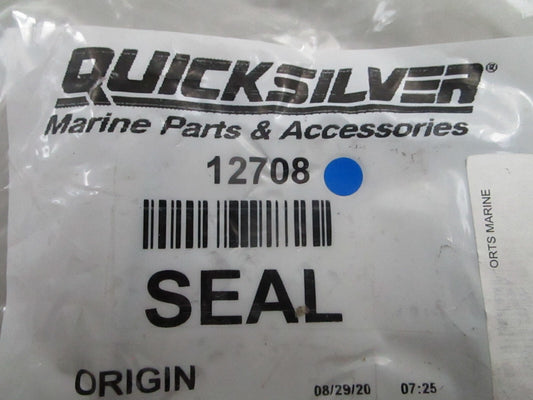 QUICKSILVER®
Marine Parts & Accessories
12708
SEAL
ORIGIN 08/29/20 07:25
ORTS MARINE